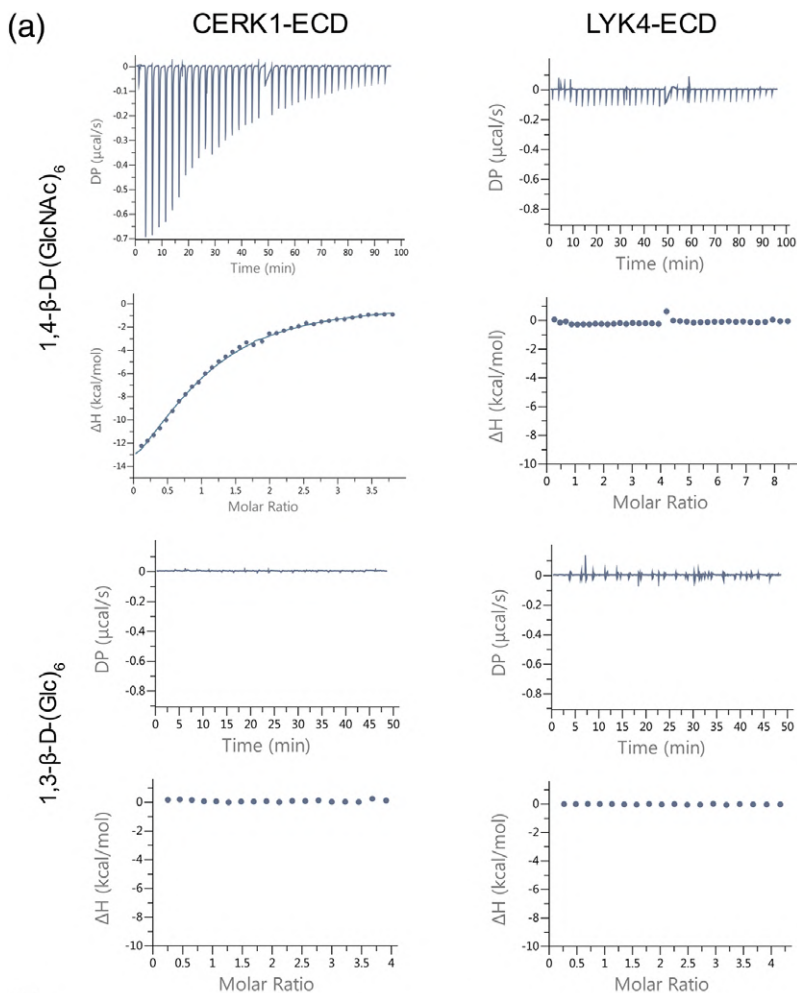 (a)
CERK1-ECD
LYK4-ECD
1,4-β-D-(GlcNAc)6
DP (μcal/s)
0
-0.1
-0.2
-0.3
-0.4
-0.5
-0.6
-0.7
0 10 20 30 40 50 60 70 80 90 100
Time (min)
DP (μcal/s)
0
-0.2
-0.4
-0.6
-0.8
0 10 20 30 40 50 60 70 80 90 100
Time (min)
ΔH (kcal/mol)
0
-2
-4
-6
-8
-10
-12
-14
0 0.5 1 1.5 2 2.5 3 3.5
Molar Ratio
ΔH (kcal/mol)
0
-2
-4
-6
-8
-10
0 1 2 3 4 5 6 7 8
Molar Ratio
1,3-β-D-(Glc)6
DP (μcal/s)
0
-0.2
-0.4
-0.6
-0.8
0 5 10 15 20 25 30 35 40 45 50
Time (min)
DP (μcal/s)
0
-0.2
-0.4
-0.6
-0.8
0 5 10 15 20 25 30 35 40 45 50
Time (min)
ΔH (kcal/mol)
0
-2
-4
-6
-8
-10
0 0.5 1 1.5 2 2.5 3 3.5 4
Molar Ratio
ΔH (kcal/mol)
0
-2
-4
-6
-8
-10
0 0.5 1 1.5 2 2.5 3 3.5 4
Molar Ratio